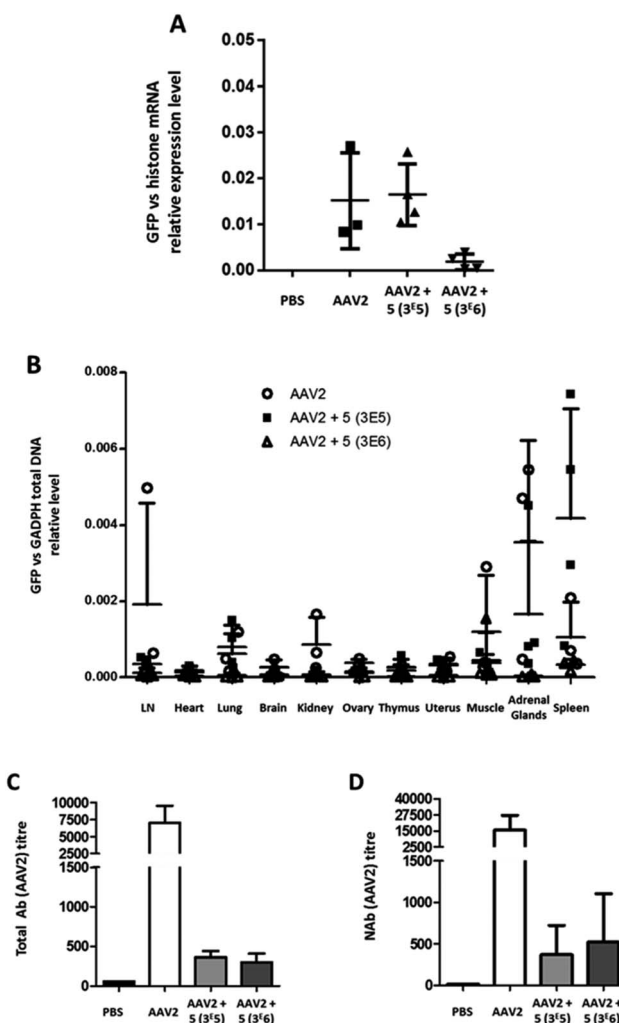 A
GFP vs histone mRNA
relative expression level
0.05
0.04
0.03
0.02
0.01
0.00
PBS
AAV2
AAV2 +
5 (3ᴱ5)
AAV2 +
5 (3ᴱ6)
B
GFP vs GADPH total DNA
relative level
0.008
0.006
0.004
0.002
0.000
AAV2
AAV2 + 5 (3E5)
AAV2 + 5 (3E6)
LN
Heart
Lung
Brain
Kidney
Ovary
Thymus
Uterus
Muscle
Adrenal
Glands
Spleen
C
Total Ab (AAV2) titre
10000
7500
5000
2500
1500
1000
500
0
PBS
AAV2
AAV2 +
5 (3ᴱ5)
AAV2 +
5 (3ᴱ6)
D
NAb (AAV2) titre
40000
27500
15000
2500
1500
1000
500
0
PBS
AAV2
AAV2 +
5 (3ᴱ5)
AAV2 +
5 (3ᴱ6)